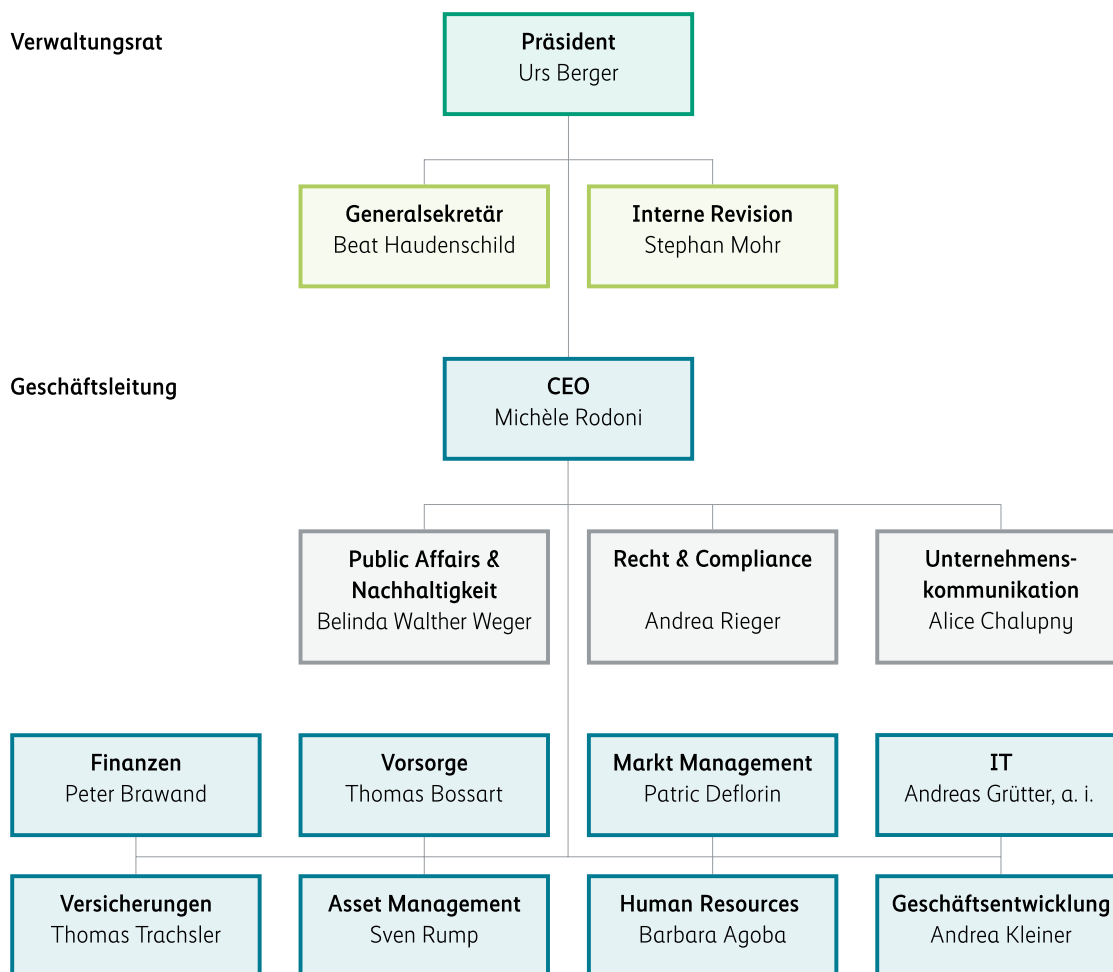 Verwaltungsrat
Präsident
Urs Berger
Generalsekretär
Beat Haudenschild
Interne Revision
Stephan Mohr
Geschäftsleitung
CEO
Michèle Rodoni
Public Affairs &
Nachhaltigkeit
Belinda Walther Weger
Recht & Compliance
Andrea Rieger
Unternehmens-
kommunikation
Alice Chalupny
Finanzen
Peter Brawand
Vorsorge
Thomas Bossart
Markt Management
Patric Deflorin
IT
Andreas Grütter, a. i.
Versicherungen
Thomas Trachsler
Asset Management
Sven Rump
Human Resources
Barbara Agoba
Geschäftsentwicklung
Andrea Kleiner